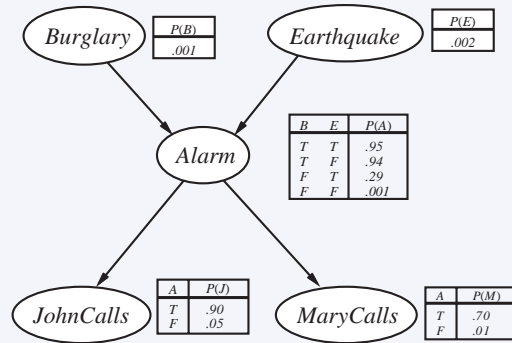 Burglary
P(B)
.001
Earthquake
P(E)
.002
Alarm
B E P(A)
T T .95
T F .94
F T .29
F F .001
JohnCalls
A P(J)
T .90
F .05
MaryCalls
A P(M)
T .70
F .01